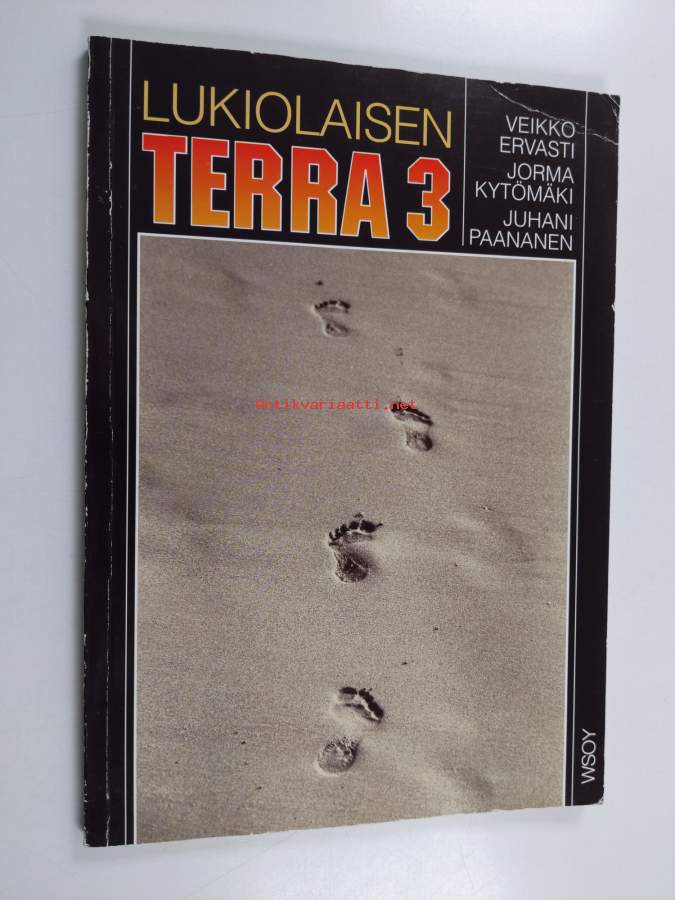 LUKIOLAISEN
TERRA 3
VEIKKO
ERVASTI
JORMA
KYTÖMÄKI
JUHANI
PAANANEN
Antikvariaatti.net
WSOY